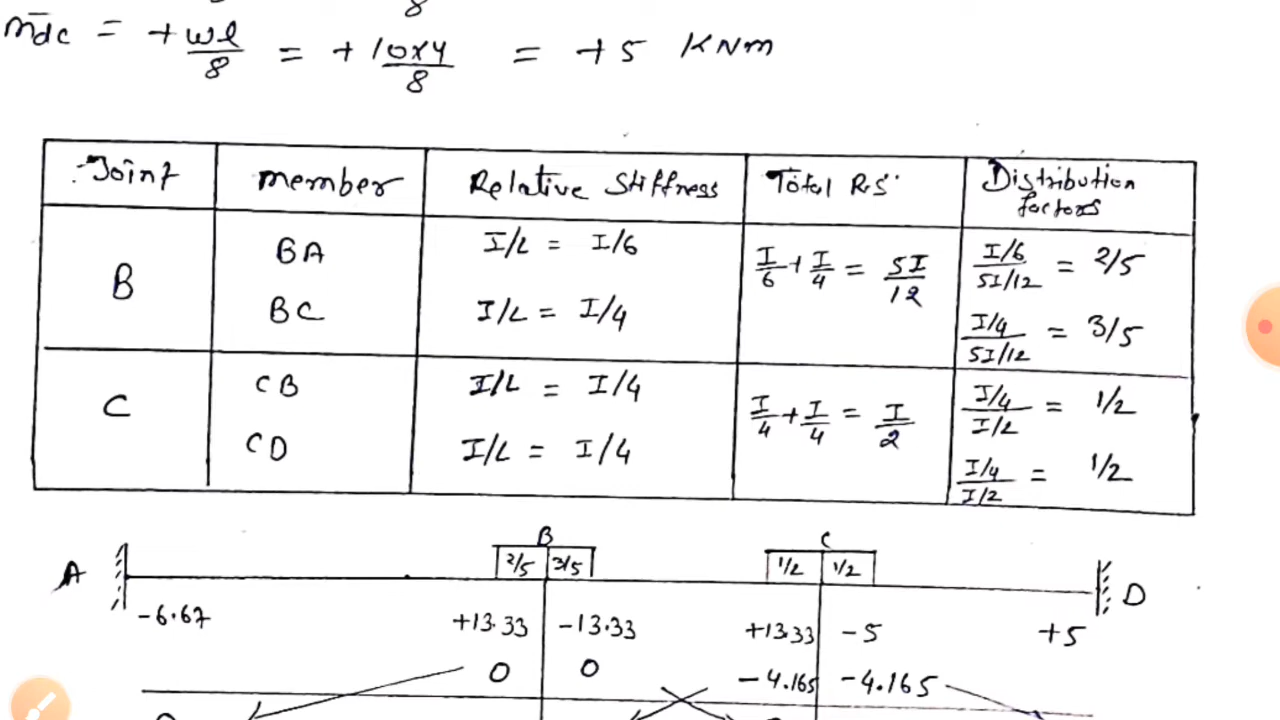 8
m̄dc = + wl/8 = + 10x4/8 = +5 KNm
Joint member Relative Stiffness Total R.S. Distribution factors
B BA I/L = I/6 I/6 + I/4 = 5I/12 I/6 / 5I/12 = 2/5
BC I/L = I/4 I/4 / 5I/12 = 3/5
C CB I/L = I/4 I/4 + I/4 = I/2 I/4 / I/2 = 1/2
CD I/L = I/4 I/4 / I/2 = 1/2
B C
A 2/5 3/5 1/2 1/2 D
-6.67 +13.33 -13.33 +13.33 -5 +5
0 0 -4.165 -4.165